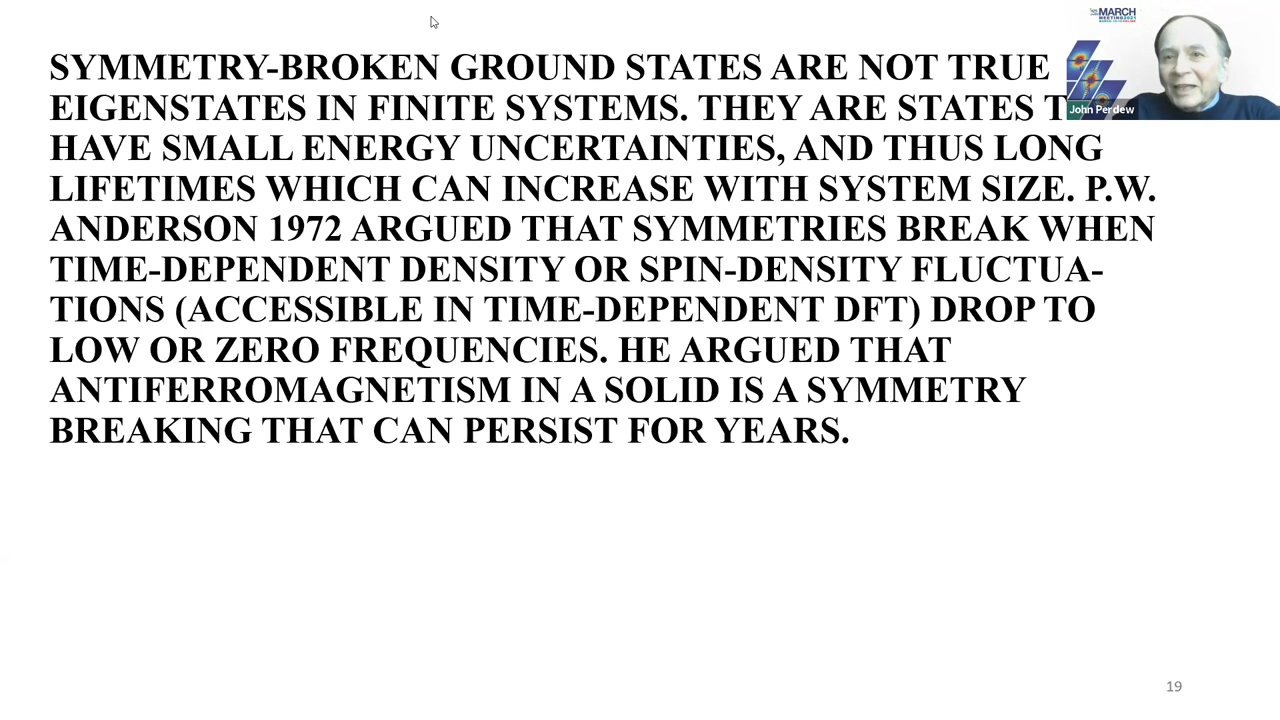 SYMMETRY-BROKEN GROUND STATES ARE NOT TRUE
EIGENSTATES IN FINITE SYSTEMS. THEY ARE STATES
HAVE SMALL ENERGY UNCERTAINTIES, AND THUS LONG
LIFETIMES WHICH CAN INCREASE WITH SYSTEM SIZE. P.W.
ANDERSON 1972 ARGUED THAT SYMMETRIES BREAK WHEN
TIME-DEPENDENT DENSITY OR SPIN-DENSITY FLUCTUA-
TIONS (ACCESSIBLE IN TIME-DEPENDENT DFT) DROP TO
LOW OR ZERO FREQUENCIES. HE ARGUED THAT
ANTIFERROMAGNETISM IN A SOLID IS A SYMMETRY
BREAKING THAT CAN PERSIST FOR YEARS.
MARCH
MEETING2021
John Perdew
19